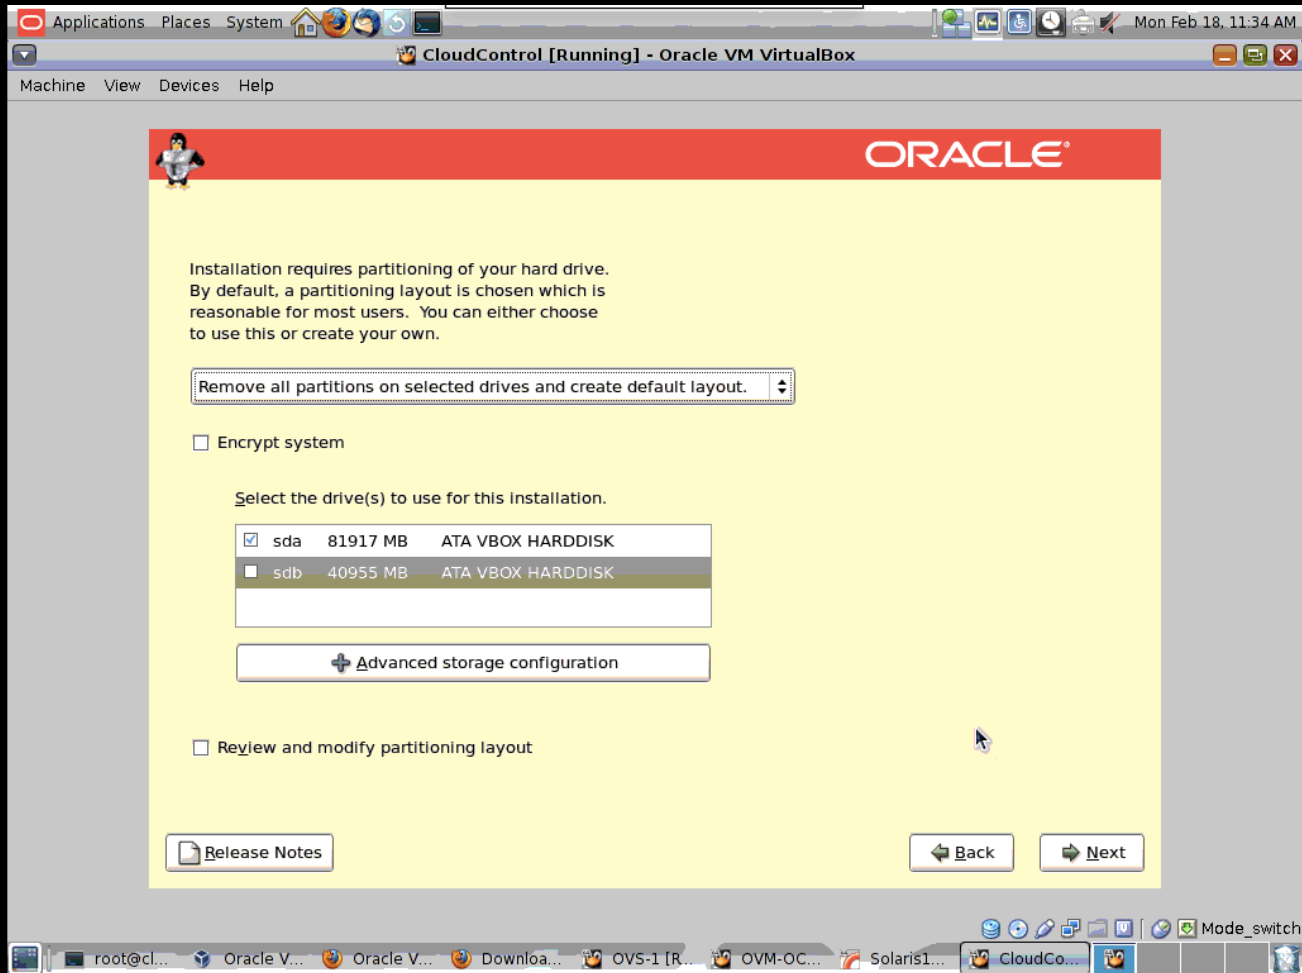 Applications Places System Mon Feb 18, 11:34 AM
CloudControl [Running] - Oracle VM VirtualBox
Machine View Devices Help
ORACLE®
Installation requires partitioning of your hard drive.
By default, a partitioning layout is chosen which is
reasonable for most users. You can either choose
to use this or create your own.
Remove all partitions on selected drives and create default layout.
Encrypt system
Select the drive(s) to use for this installation.
sda 81917 MB ATA VBOX HARDDISK
sdb 40955 MB ATA VBOX HARDDISK
Advanced storage configuration
Review and modify partitioning layout
Release Notes Back Next
Mode_switch
root@cl... Oracle V... Oracle V... Downloa... OVS-1 [R... OVM-OC... Solaris1... CloudCo...